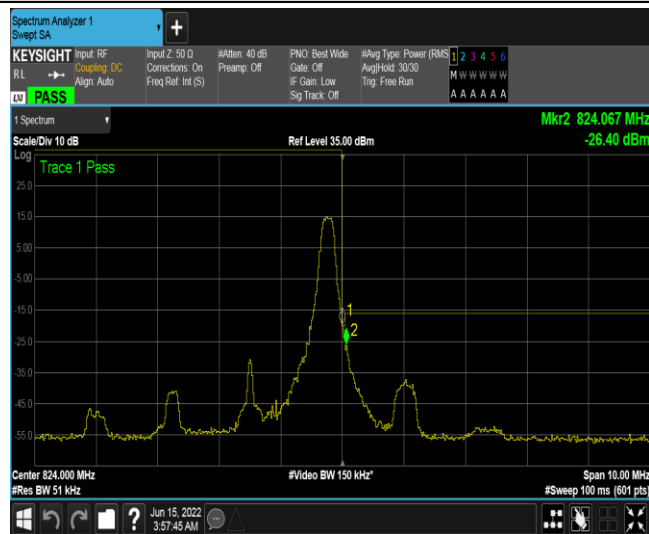 Spectrum Analyzer 1
Swept SA
+
KEYSIGHT
RL
LXI PASS
Input: RF
Coupling: DC
Align: Auto
Input Z: 50 Ω
Corrections: On
Freq Ref: Int (S)
#Atten: 40 dB
Preamp: Off
PNO: Best Wide
Gate: Off
IF Gain: Low
Sig Track: Off
#Avg Type: Power (RMS
Avg|Hold: 30/30
Trig: Free Run
1 2 3 4 5 6
M W W W W W
A A A A A A
1 Spectrum
Scale/Div 10 dB
Ref Level 35.00 dBm
Mkr2 824.067 MHz
-26.40 dBm
Log
Trace 1 Pass
25.0
15.0
5.00
-5.00
-15.0
-25.0
-35.0
-45.0
-55.0
1
2
Center 824.000 MHz
#Res BW 51 kHz
#Video BW 150 kHz*
Span 10.00 MHz
#Sweep 100 ms (601 pts)
?
Jun 15, 2022
3:57:45 AM